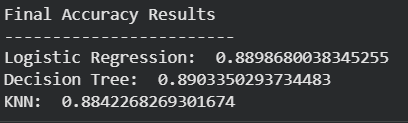 Final Accuracy Results
------------------------
Logistic Regression:  0.8898680038345255
Decision Tree:  0.8903350293734483
KNN:  0.8842268269301674